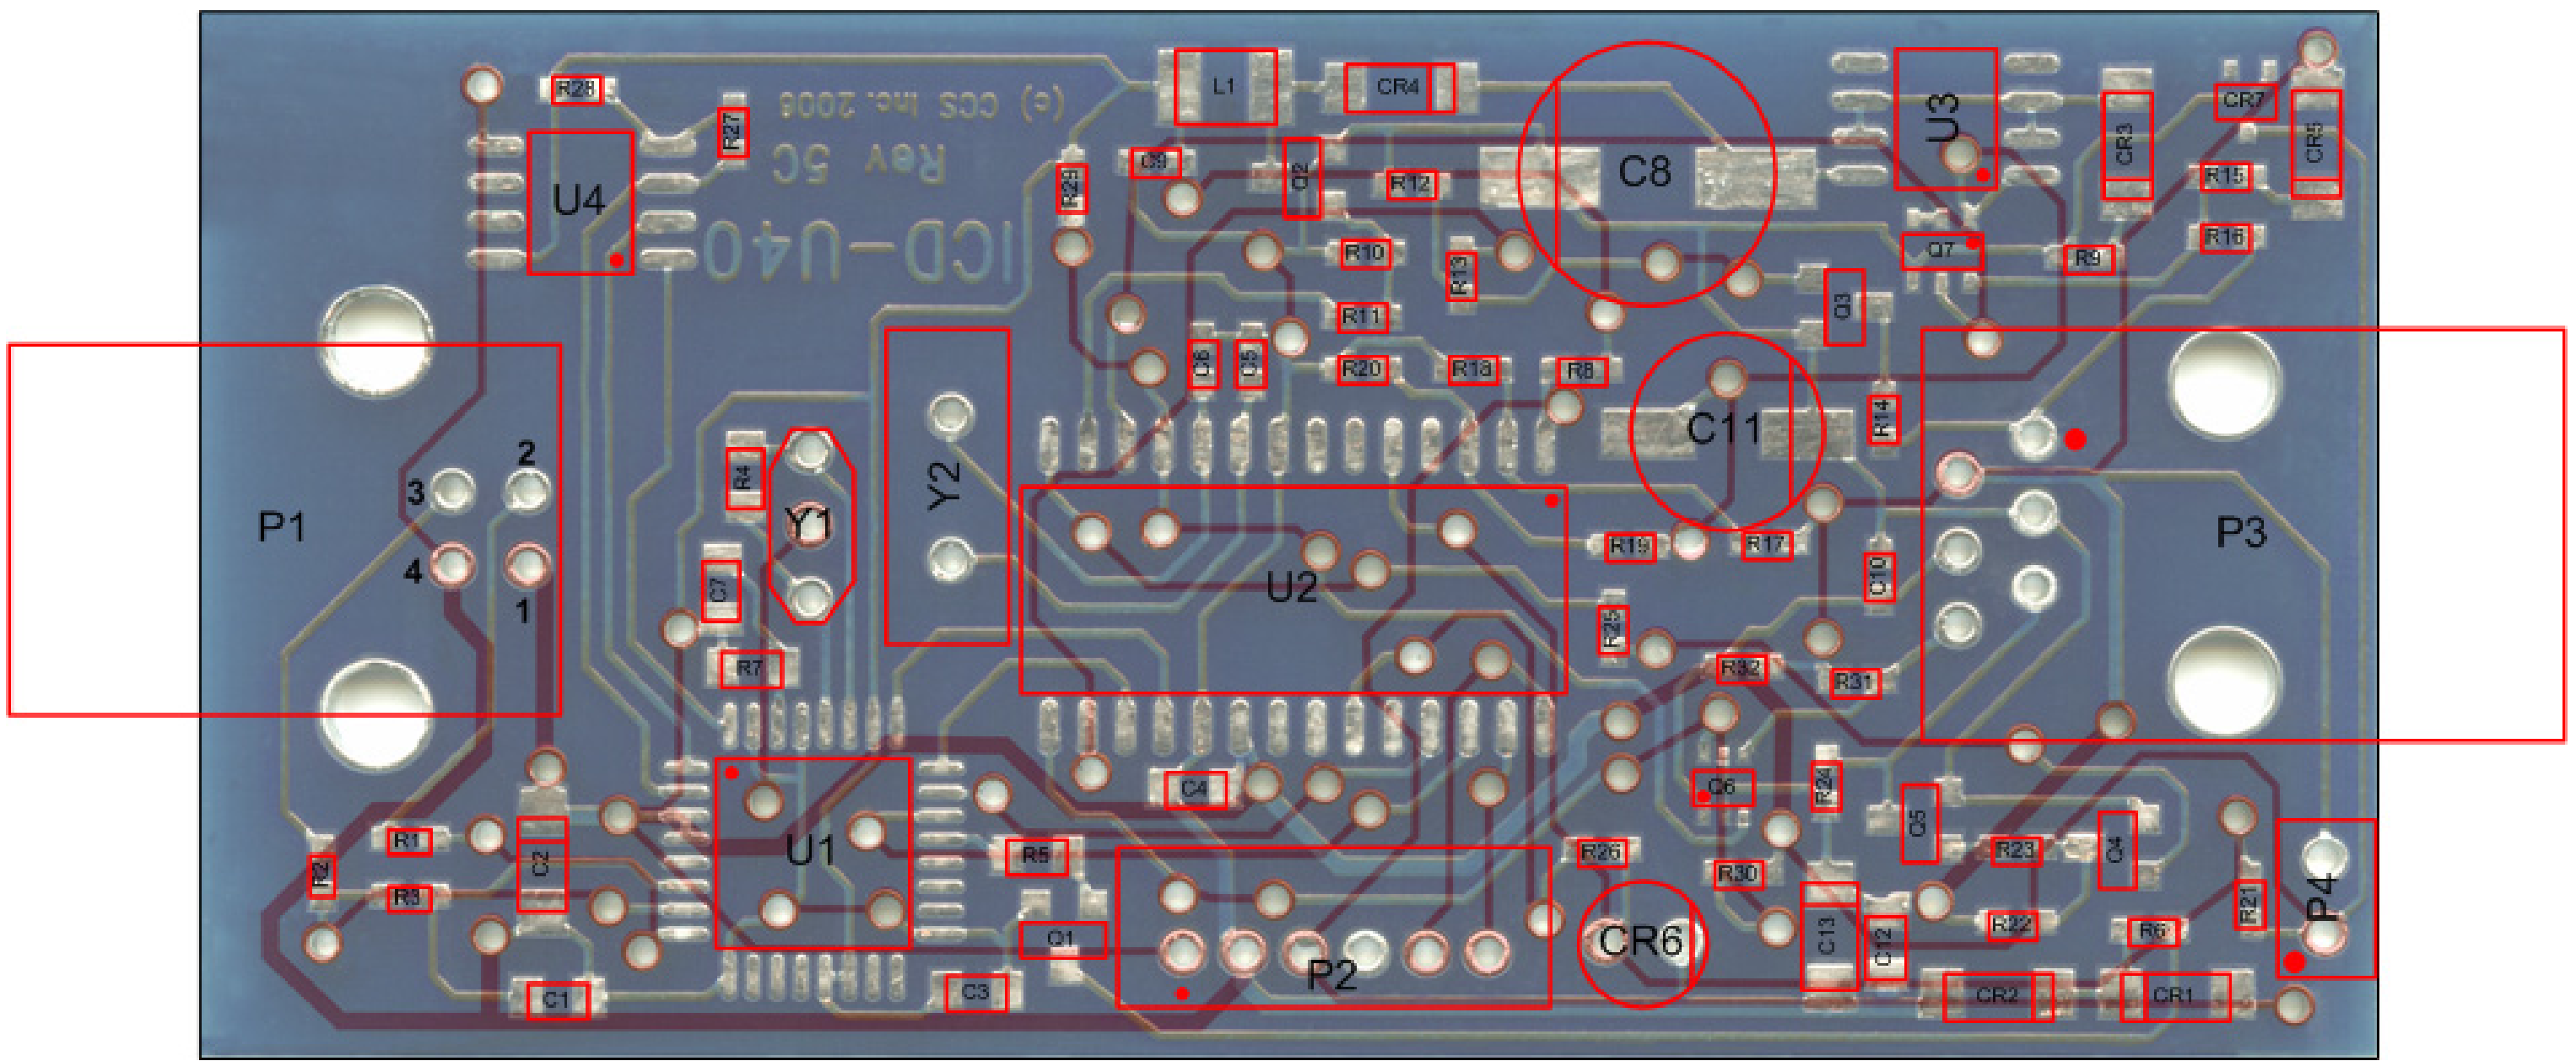 L1
CR4
C8
U3
CR3
CR7
CR5
R28
R27
(c) CCS Inc. 2006
Rev 5C
ICD-U40
U4
R29
C9
Q2
R12
R15
R16
R10
R13
Q7
R9
Q3
R11
C6
C5
R20
R18
R8
R14
C11
2
3
P1
4
1
R4
Y1
Y2
P3
R19
R17
C10
C7
U2
R25
R7
R32
R31
C4
Q6
R24
Q5
R1
R2
R3
C2
U1
R5
R26
R30
R23
Q4
P4
R21
R22
R6
Q1
P2
CR6
C13
C12
C1
C3
CR2
CR1